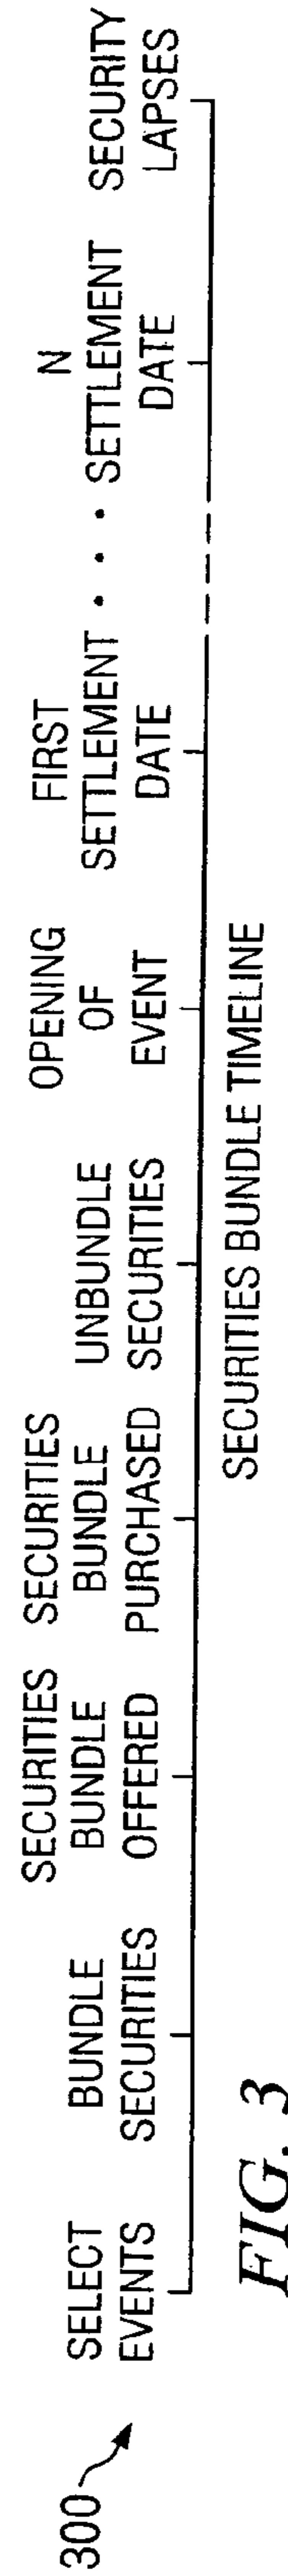 300
SELECT
EVENTS
BUNDLE
SECURITIES
SECURITIES
BUNDLE
OFFERED
SECURITIES
BUNDLE
PURCHASED
UNBUNDLE
SECURITIES
OPENING
OF
EVENT
FIRST
SETTLEMENT
DATE
• • •
N
SETTLEMENT
DATE
SECURITY
LAPSES
SECURITIES BUNDLE TIMELINE
FIG. 3